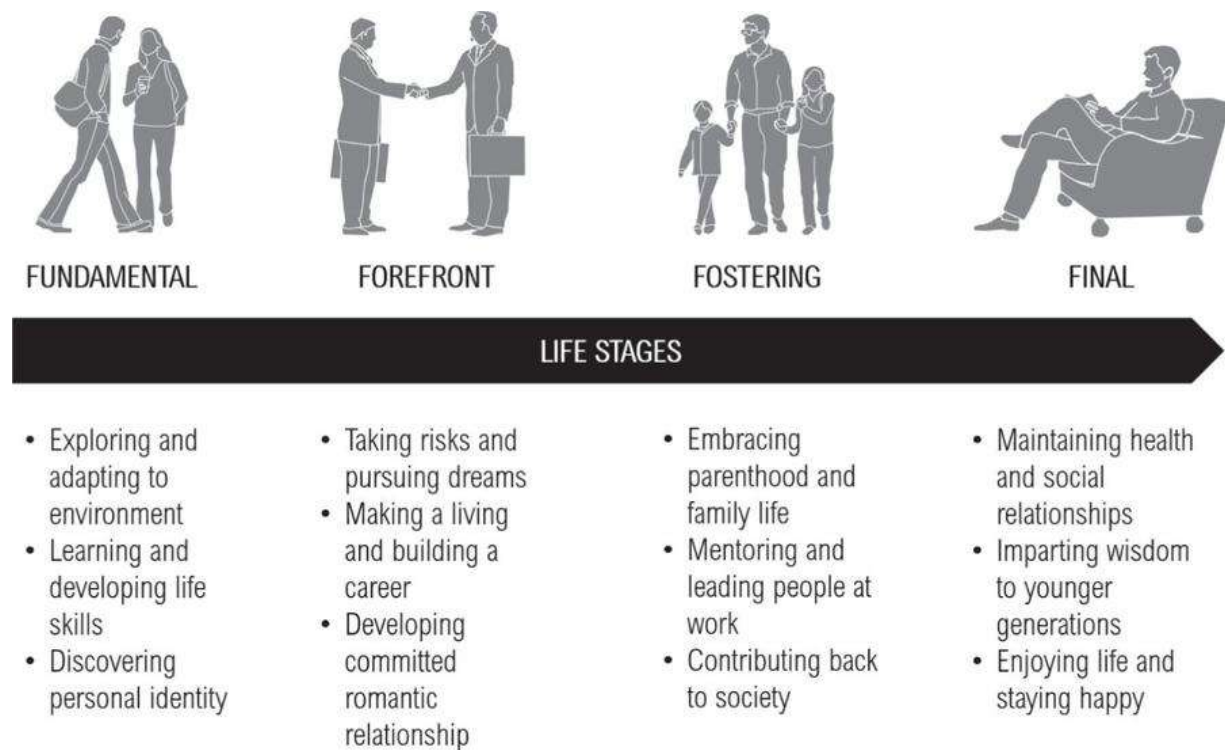 FUNDAMENTAL
FOREFRONT
FOSTERING
FINAL
LIFE STAGES
• Exploring and
adapting to
environment
• Learning and
developing life
skills
• Discovering
personal identity
• Taking risks and
pursuing dreams
• Making a living
and building a
career
• Developing
committed
romantic
relationship
• Embracing
parenthood and
family life
• Mentoring and
leading people at
work
• Contributing back
to society
• Maintaining health
and social
relationships
• Imparting wisdom
to younger
generations
• Enjoying life and
staying happy